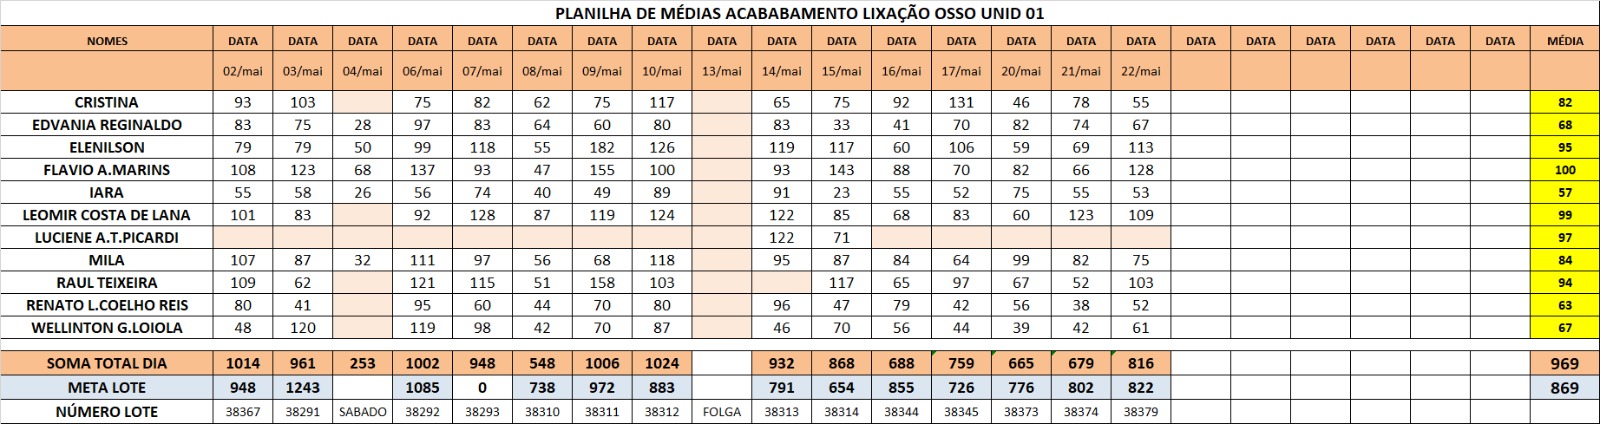 PLANILHA DE MÉDIAS ACABABAMENTO LIXAÇÃO OSSO UNID 01
NOMES DATA DATA DATA DATA DATA DATA DATA DATA DATA DATA DATA DATA DATA DATA DATA DATA DATA DATA DATA DATA DATA DATA MÉDIA
02/mai 03/mai 04/mai 06/mai 07/mai 08/mai 09/mai 10/mai 13/mai 14/mai 15/mai 16/mai 17/mai 20/mai 21/mai 22/mai
CRISTINA 93 103 75 82 62 75 117 65 75 92 131 46 78 55 82
EDVANIA REGINALDO 83 75 28 97 83 64 60 80 83 33 41 70 82 74 67 68
ELENILSON 79 79 50 99 118 55 182 126 119 117 60 106 59 69 113 95
FLAVIO A.MARINS 108 123 68 137 93 47 155 100 93 143 88 70 82 66 128 100
IARA 55 58 26 56 74 40 49 89 91 23 55 52 75 55 53 57
LEOMIR COSTA DE LANA 101 83 92 128 87 119 124 122 85 68 83 60 123 109 99
LUCIENE A.T.PICARDI 122 71 97
MILA 107 87 32 111 97 56 68 118 95 87 84 64 99 82 75 84
RAUL TEIXEIRA 109 62 121 115 51 158 103 117 65 97 67 52 103 94
RENATO L.COELHO REIS 80 41 95 60 44 70 80 96 47 79 42 56 38 52 63
WELLINTON G.LOIOLA 48 120 119 98 42 70 87 46 70 56 44 39 42 61 67
SOMA TOTAL DIA 1014 961 253 1002 948 548 1006 1024 932 868 688 759 665 679 816 969
META LOTE 948 1243 1085 0 738 972 883 791 654 855 726 776 802 822 869
NÚMERO LOTE 38367 38291 SABADO 38292 38293 38310 38311 38312 FOLGA 38313 38314 38344 38345 38373 38374 38379